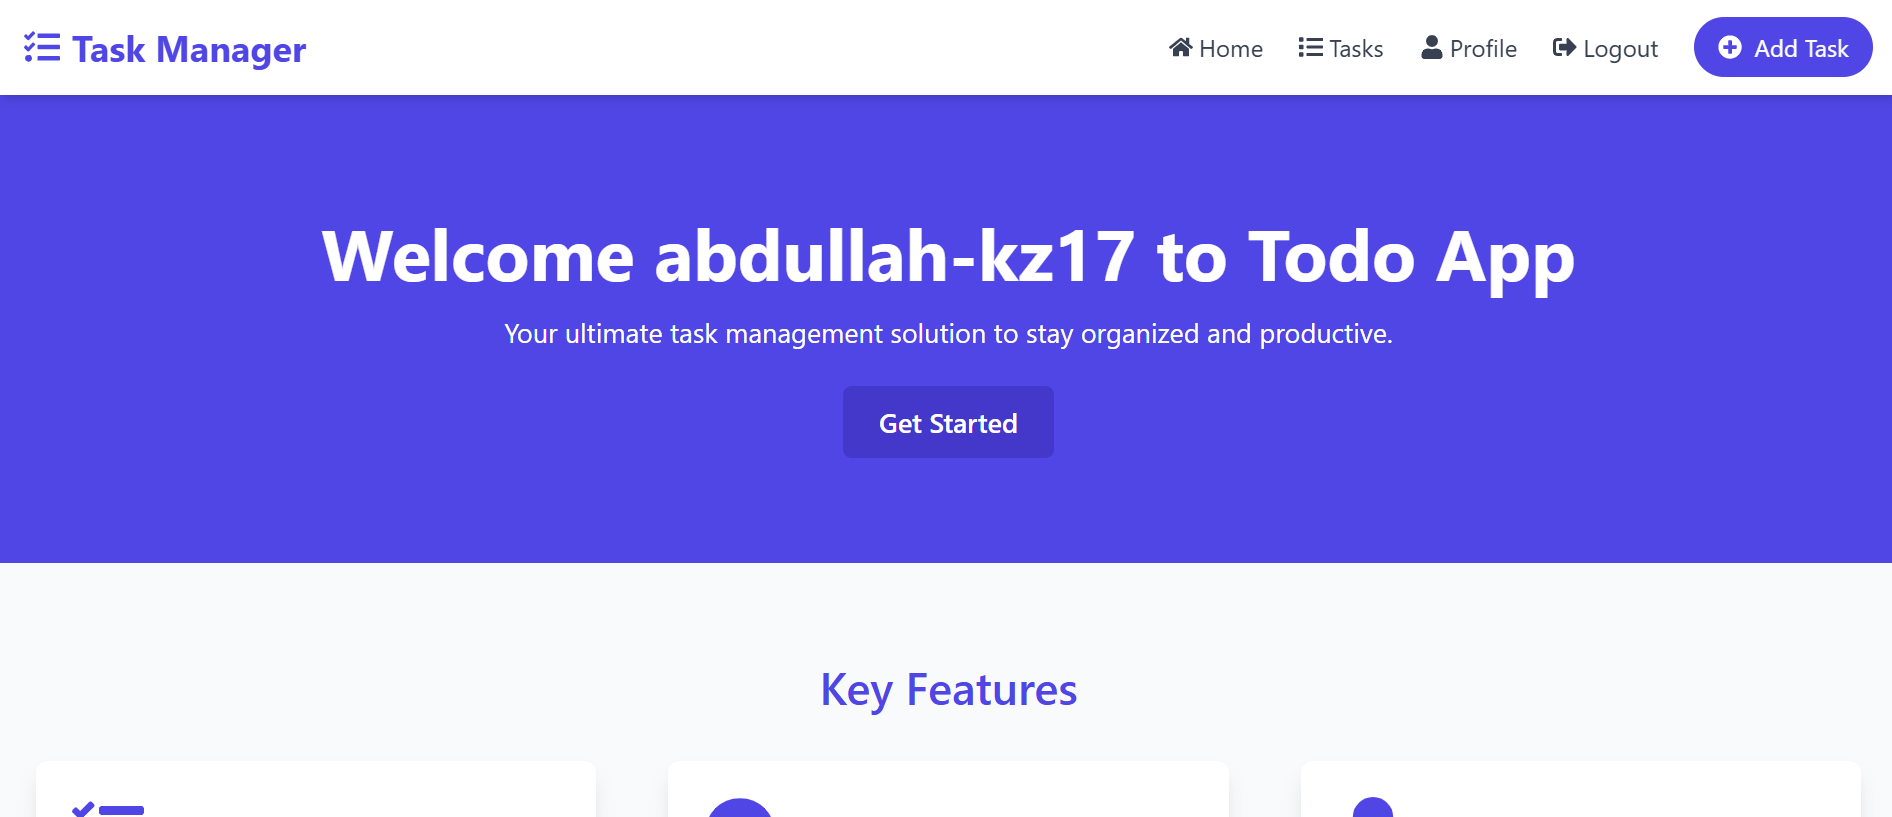 Task Manager
Home
Tasks
Profile
Logout
Add Task
Welcome abdullah-kz17 to Todo App
Your ultimate task management solution to stay organized and productive.
Get Started
Key Features